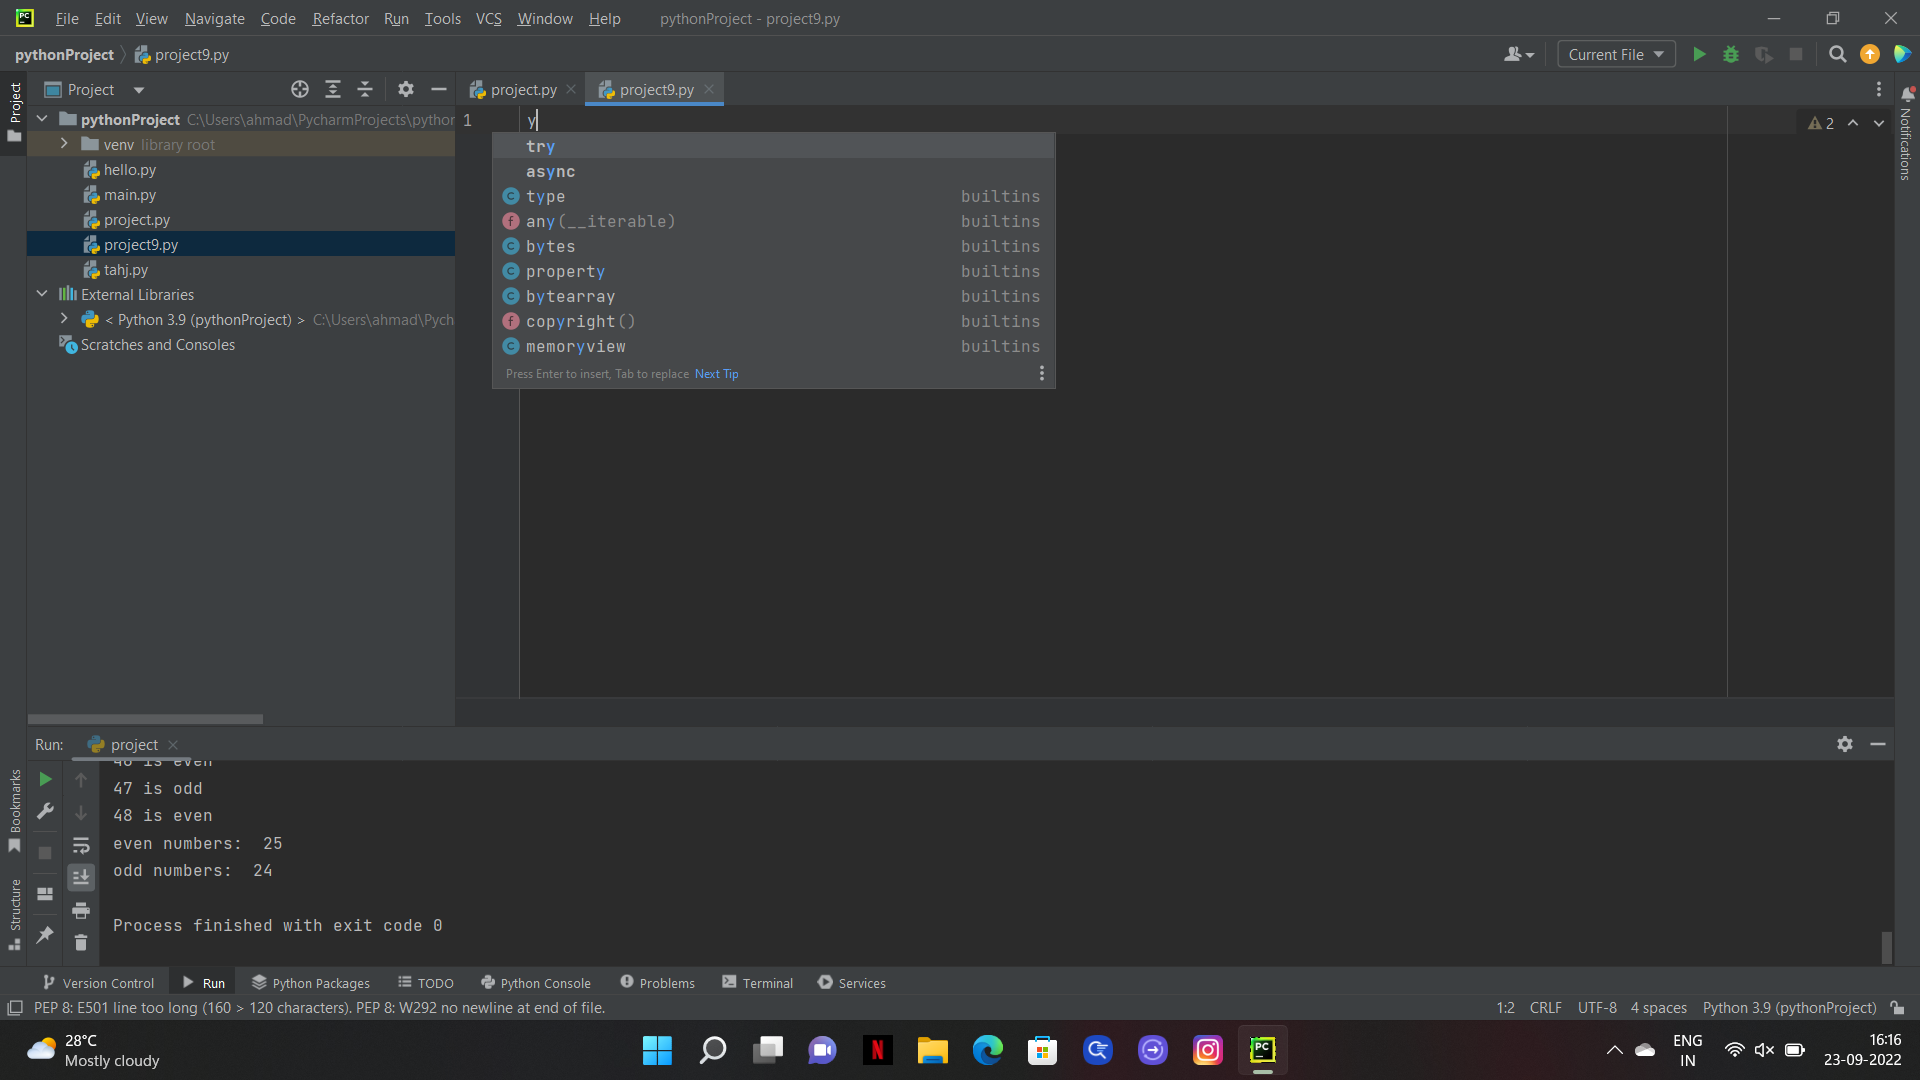 File Edit View Navigate Code Refactor Run Tools VCS Window Help pythonProject - project9.py
pythonProject project9.py Current File
Project project.py project9.py
Project
pythonProject C:\Users\ahmad\PycharmProjects\python
venv library root
hello.py
main.py
project.py
project9.py
tahj.py
External Libraries
< Python 3.9 (pythonProject) > C:\Users\ahmad\Pych
Scratches and Consoles
1 y
2
Notifications
try
async
type builtins
any(__iterable) builtins
bytes builtins
property builtins
bytearray builtins
copyright() builtins
memoryview builtins
Press Enter to insert, Tab to replace Next Tip
Run: project
46 is even
47 is odd
48 is even
even numbers:  25
odd numbers:  24
Process finished with exit code 0
Bookmarks
Structure
Version Control Run Python Packages TODO Python Console Problems Terminal Services
PEP 8: E501 line too long (160 > 120 characters). PEP 8: W292 no newline at end of file. 1:2 CRLF UTF-8 4 spaces Python 3.9 (pythonProject)
28°C
Mostly cloudy
N
PC
ENG
IN
16:16
23-09-2022